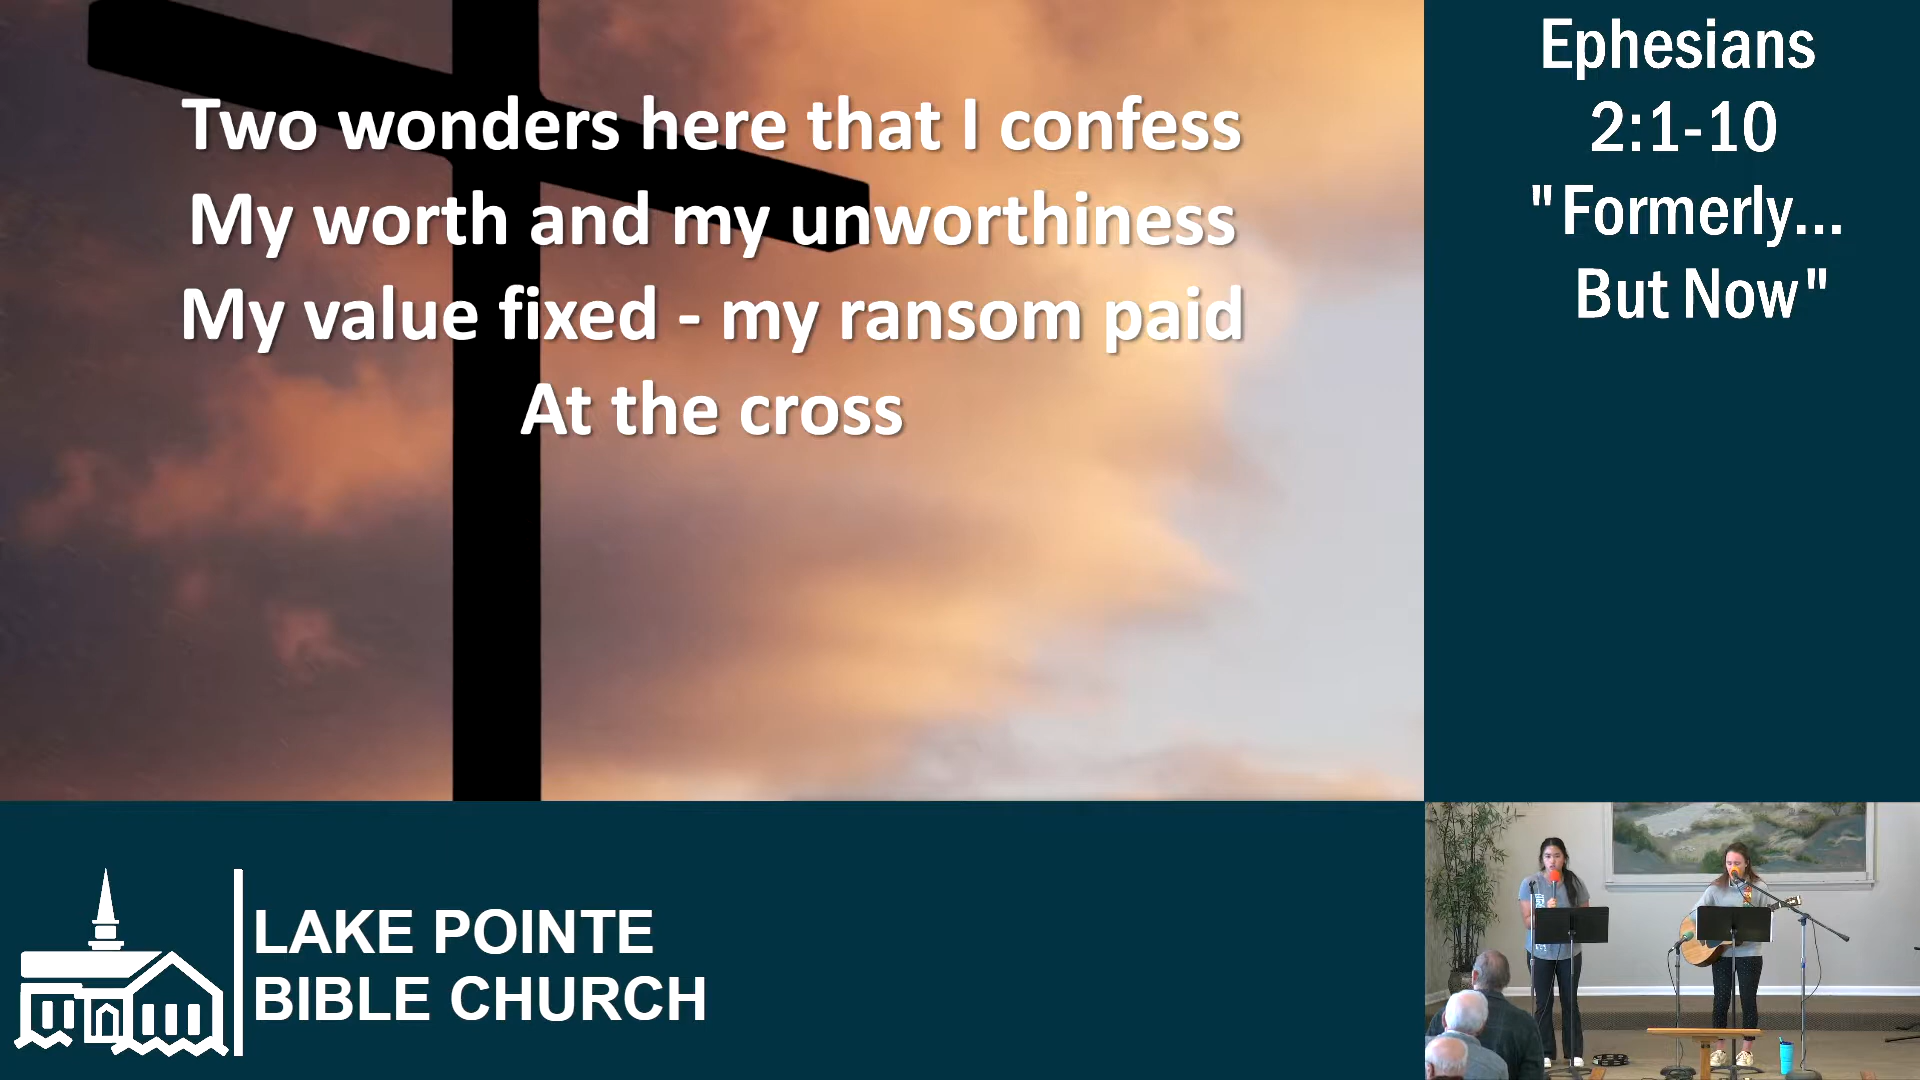 Two wonders here that I confess
My worth and my unworthiness
My value fixed - my ransom paid
At the cross
Ephesians
2:1-10
"Formerly...
But Now"
LAKE POINTE
BIBLE CHURCH